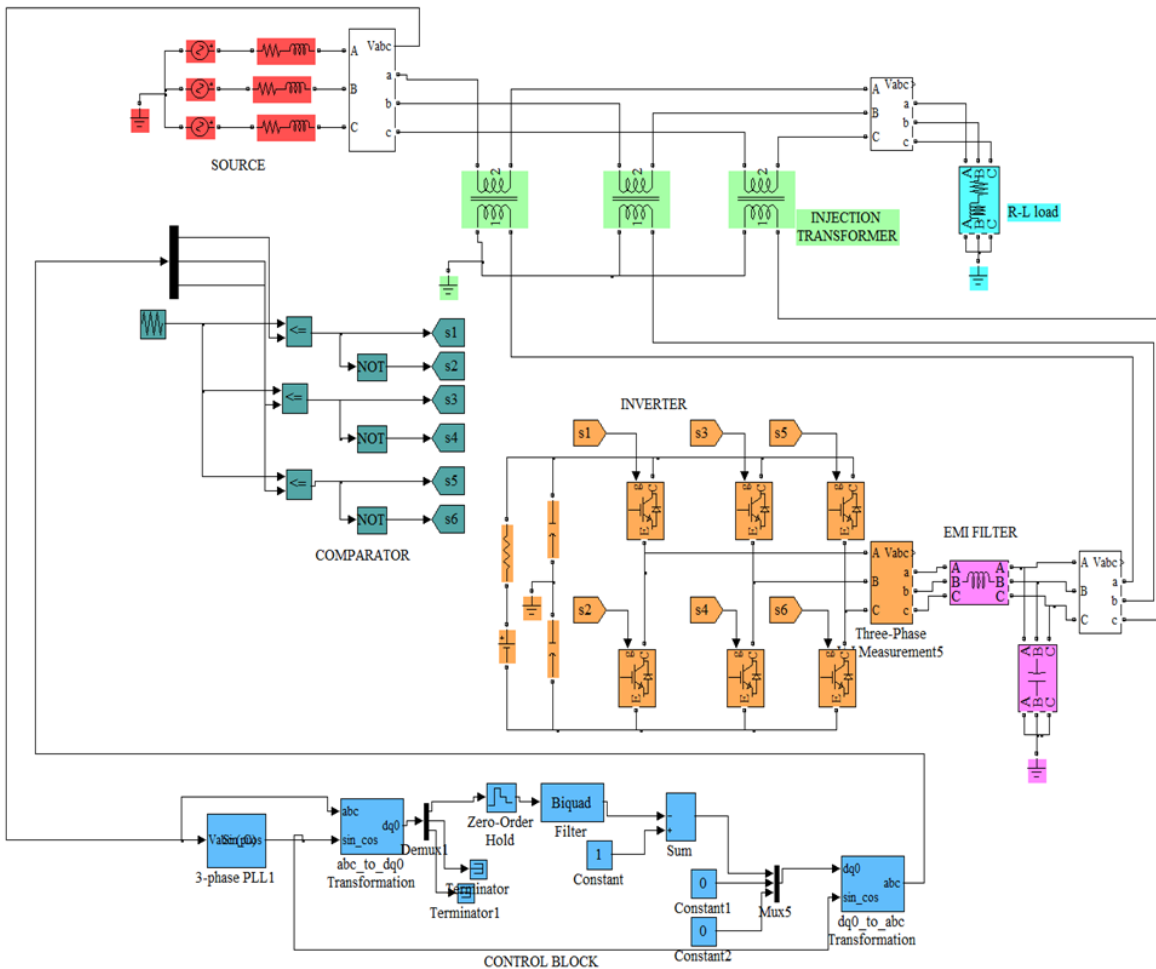 Vabc
A
a
B
b
C
c
SOURCE
Vabc
A
a
B
b
C
c
2
1
2
1
2
1
INJECTION
TRANSFORMER
A
B
C
A
B
C
R-L load
<=
s1
NOT
s2
<=
s3
NOT
s4
<=
s5
NOT
s6
COMPARATOR
INVERTER
s1
s3
s5
g
C
E
g
C
E
g
C
E
s2
s4
s6
g
C
E
g
C
E
g
C
E
A
Vabc
a
B
b
C
c
Three-Phase
Measurement5
EMI FILTER
A
A
B
B
C
C
A
Vabc
a
B
b
C
c
A
B
C
A
B
C
3-phase PLL1
abc
dq0
sin_cos
abc_to_dq0
Transformation
Demux1
Zero-Order
Hold
Biquad
Filter
Terminator
Terminator1
1
Constant
-
+
Sum
0
Constant1
0
Constant2
Mux5
dq0
abc
sin_cos
dq0_to_abc
Transformation
CONTROL BLOCK